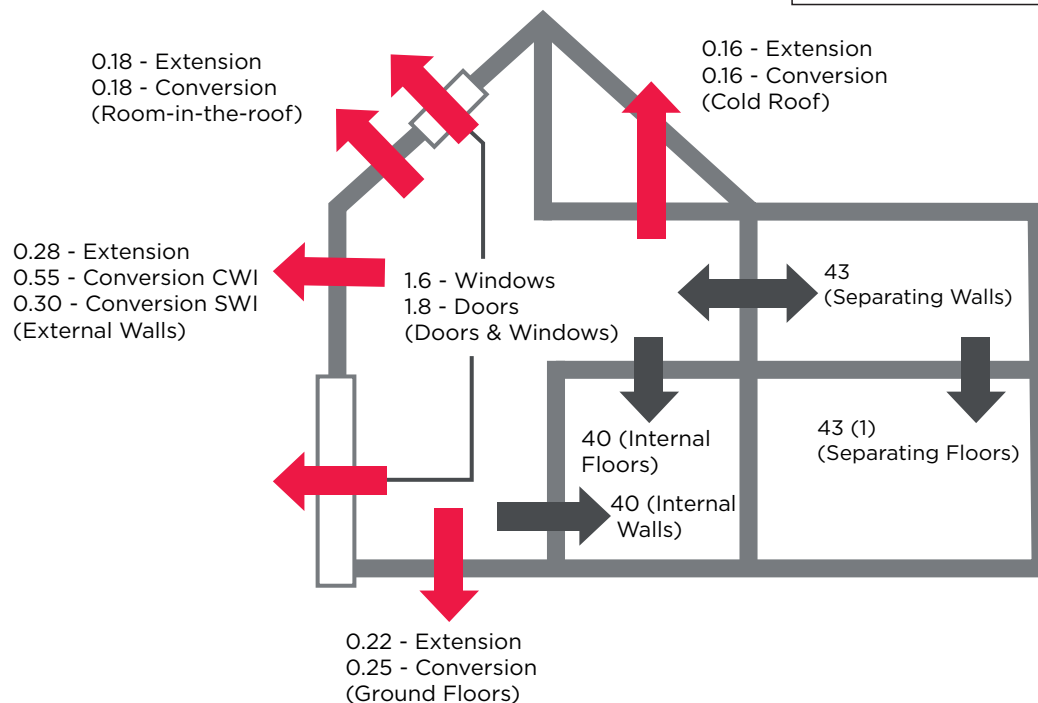 0.18 - Extension
0.18 - Conversion
(Room-in-the-roof)
0.16 - Extension
0.16 - Conversion
(Cold Roof)
0.28 - Extension
0.55 - Conversion CWI
0.30 - Conversion SWI
(External Walls)
1.6 - Windows
1.8 - Doors
(Doors & Windows)
43
(Separating Walls)
40 (Internal
Floors)
43 (1)
(Separating Floors)
40 (Internal
Walls)
0.22 - Extension
0.25 - Conversion
(Ground Floors)